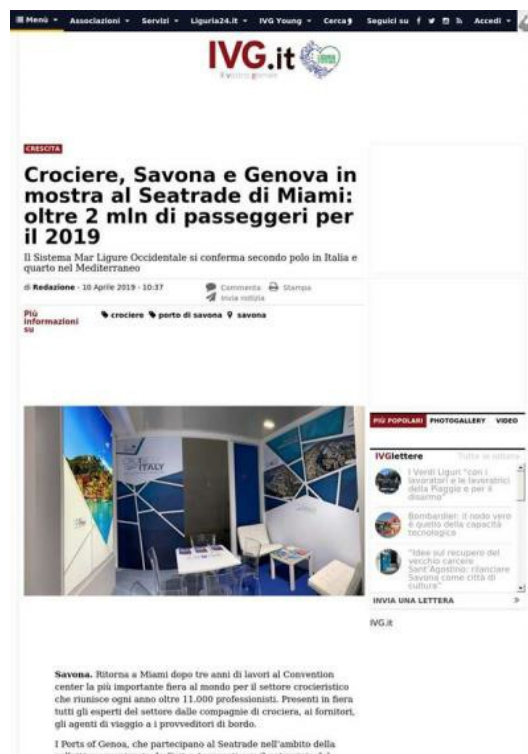 Menù Associazioni Servizi Liguria24.it IVG Young Cerca Seguici su Accedi
IVG.it
il vostro giornale
CRESCITA
Crociere, Savona e Genova in
mostra al Seatrade di Miami:
oltre 2 mln di passeggeri per
il 2019
Il Sistema Mar Ligure Occidentale si conferma secondo polo in Italia e
quarto nel Mediterraneo
di Redazione - 10 Aprile 2019 - 10:37
Commenta Stampa
Invia notizia
Più
informazioni
su
crociere porto di savona savona
ITALY
PIÙ POPOLARI PHOTOGALLERY VIDEO
IVGlettere Tutte le notizie
I Verdi Liguri "con i
lavoratori e le lavoratrici
della Piaggio e per il
disarmo"
Bombardier: il nodo vero
è quello della capacità
tecnologica
"Idee sul recupero del
vecchio carcere
Sant'Agostino: rilanciare
Savona come città di
cultura"
INVIA UNA LETTERA »
IVG.it
Savona. Ritorna a Miami dopo tre anni di lavori al Convention
center la più importante fiera al mondo per il settore crocieristico
che riunisce ogni anno oltre 11.000 professionisti. Presenti in fiera
tutti gli esperti del settore dalle compagnie di crociera, ai fornitori,
gli agenti di viaggio a i provveditori di bordo.
I Ports of Genoa, che partecipano al Seatrade nell'ambito della